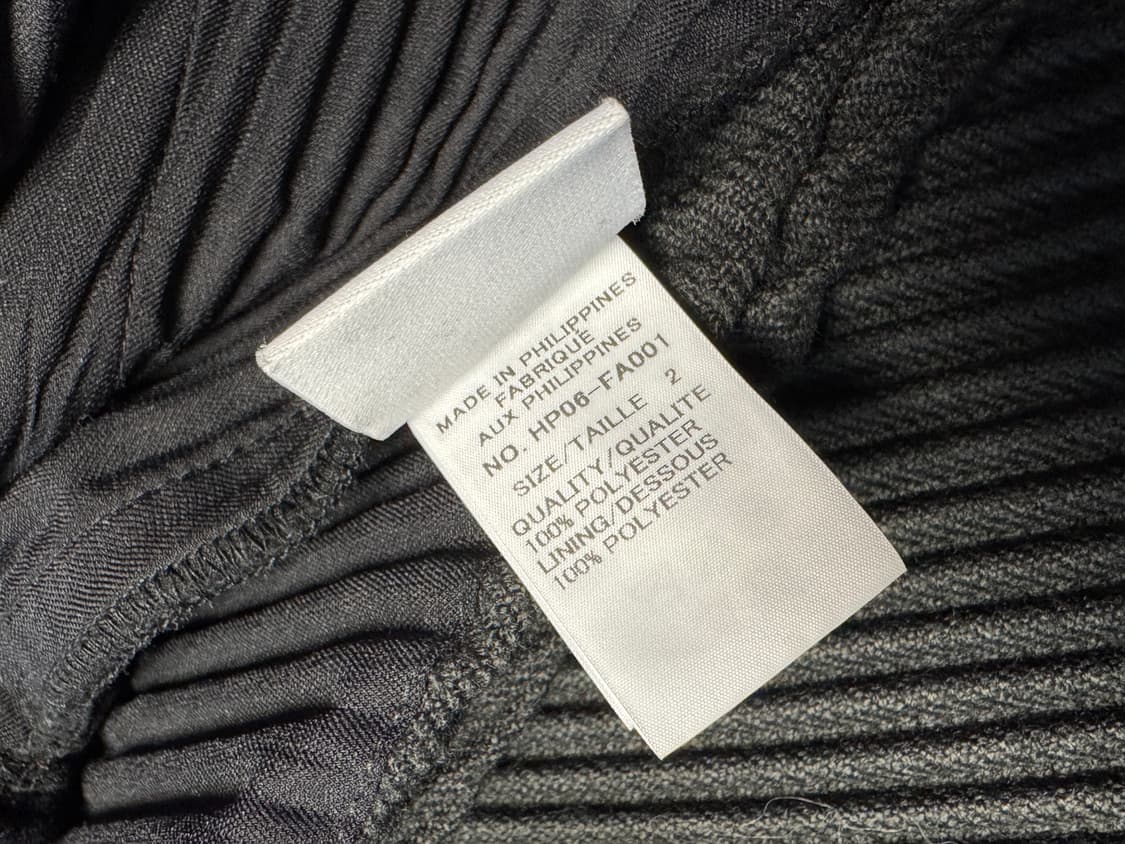 MADE IN PHILIPPINES
FABRIQUÉ
AUX PHILIPPINES
NO. HP06-FA001
SIZE/TAILLE 2
QUALITY/QUALITE
100% POLYESTER
LINING/DESSOUS
100% POLYESTER